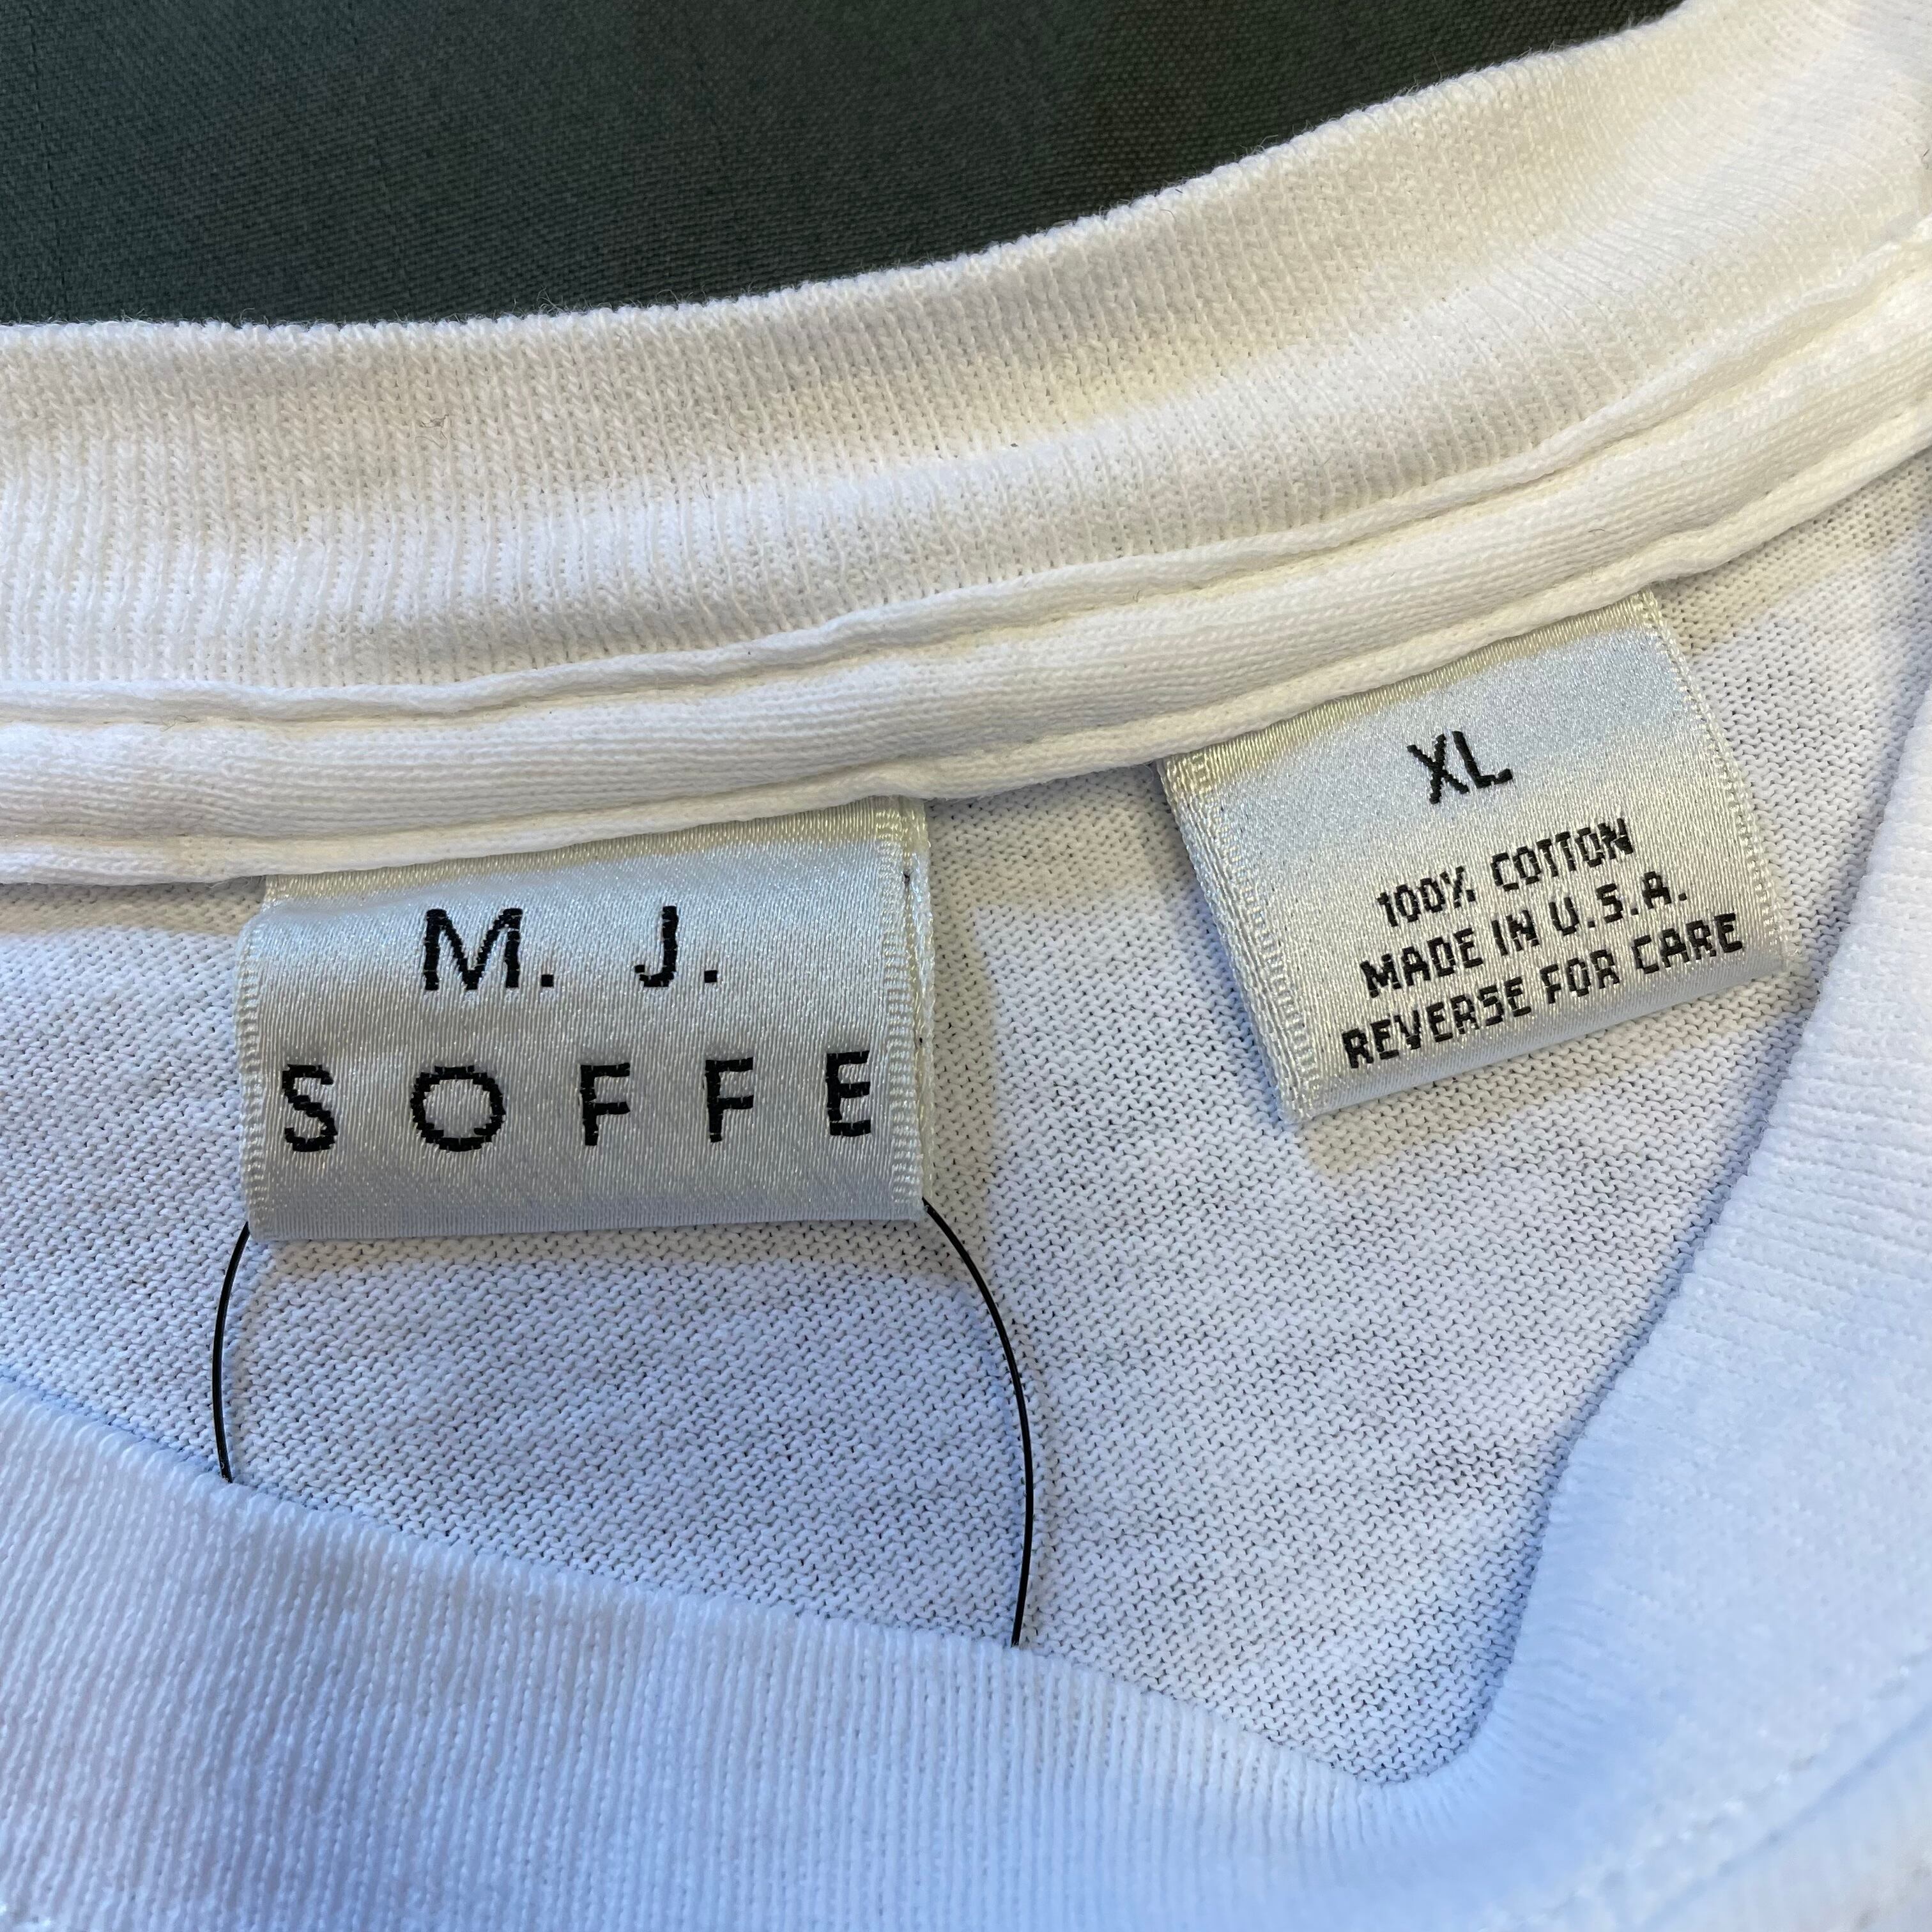 M. J.
SOFFE
XL
100% COTTON
MADE IN U.S.A.
REVERSE FOR CARE